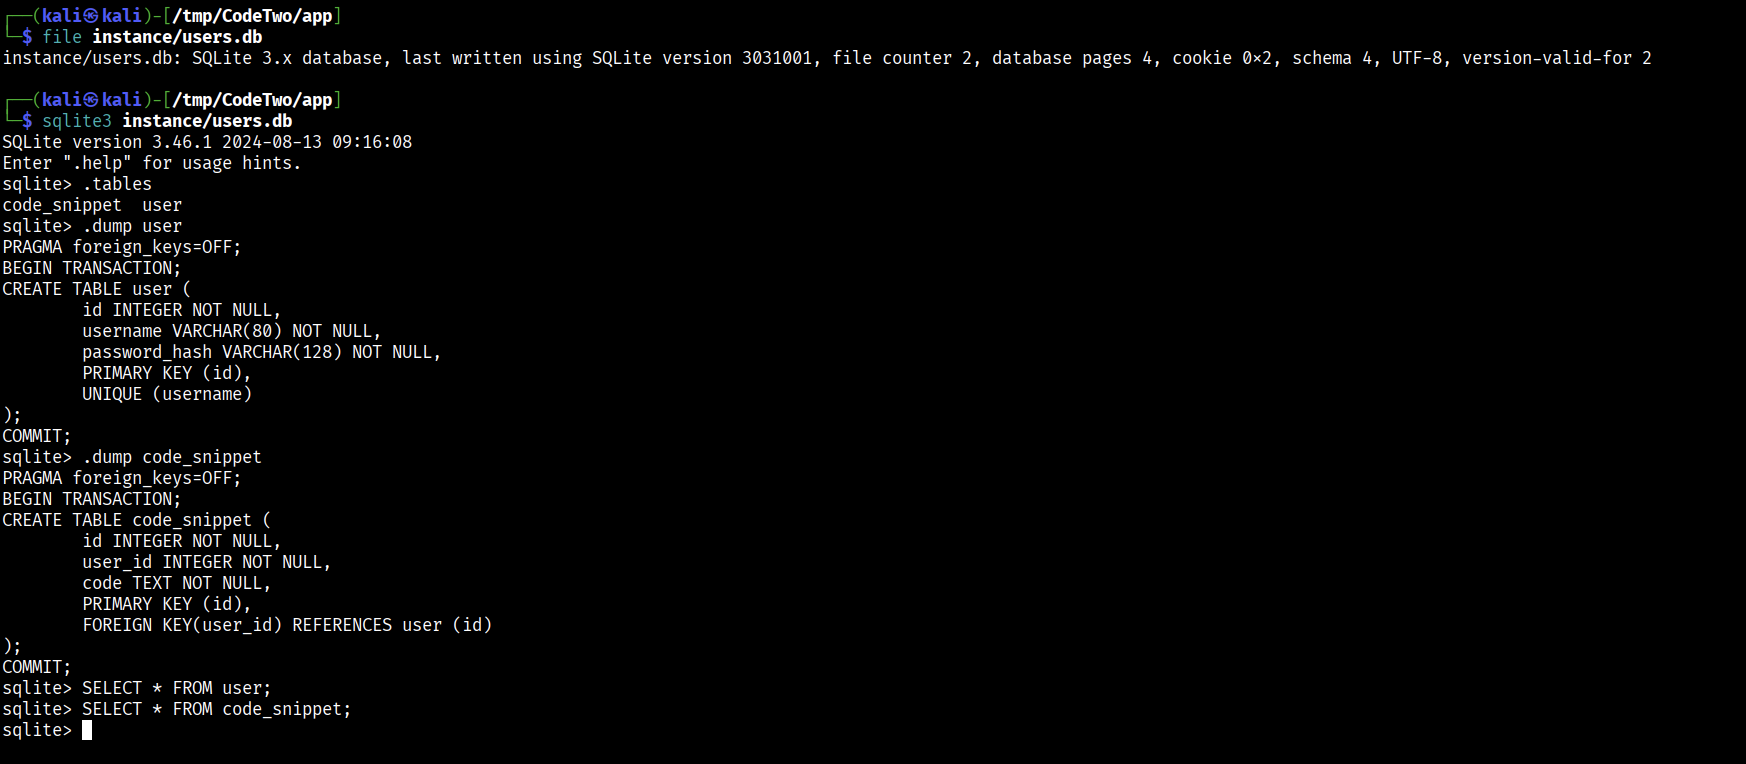 ┌──(kali㉿kali)-[/tmp/CodeTwo/app]
└─$ file instance/users.db
instance/users.db: SQLite 3.x database, last written using SQLite version 3031001, file counter 2, database pages 4, cookie 0×2, schema 4, UTF-8, version-valid-for 2
┌──(kali㉿kali)-[/tmp/CodeTwo/app]
└─$ sqlite3 instance/users.db
SQLite version 3.46.1 2024-08-13 09:16:08
Enter ".help" for usage hints.
sqlite> .tables
code_snippet  user
sqlite> .dump user
PRAGMA foreign_keys=OFF;
BEGIN TRANSACTION;
CREATE TABLE user (
        id INTEGER NOT NULL,
        username VARCHAR(80) NOT NULL,
        password_hash VARCHAR(128) NOT NULL,
        PRIMARY KEY (id),
        UNIQUE (username)
);
COMMIT;
sqlite> .dump code_snippet
PRAGMA foreign_keys=OFF;
BEGIN TRANSACTION;
CREATE TABLE code_snippet (
        id INTEGER NOT NULL,
        user_id INTEGER NOT NULL,
        code TEXT NOT NULL,
        PRIMARY KEY (id),
        FOREIGN KEY(user_id) REFERENCES user (id)
);
COMMIT;
sqlite> SELECT * FROM user;
sqlite> SELECT * FROM code_snippet;
sqlite>